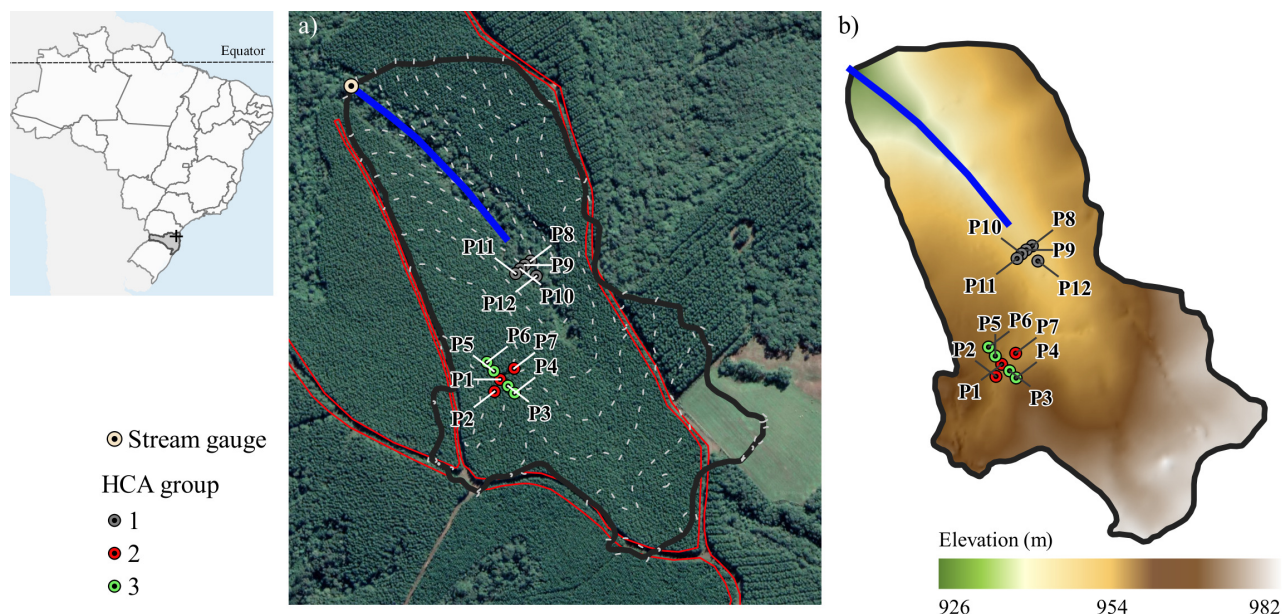 Equator
Stream gauge
HCA group
1
2
3
a)
P8
P11
P9
P12
P10
P6
P5
P7
P1
P4
P2
P3
b)
P10
P8
P9
P11
P12
P6
P5
P7
P2
P4
P1
P3
Elevation (m)
926
954
982